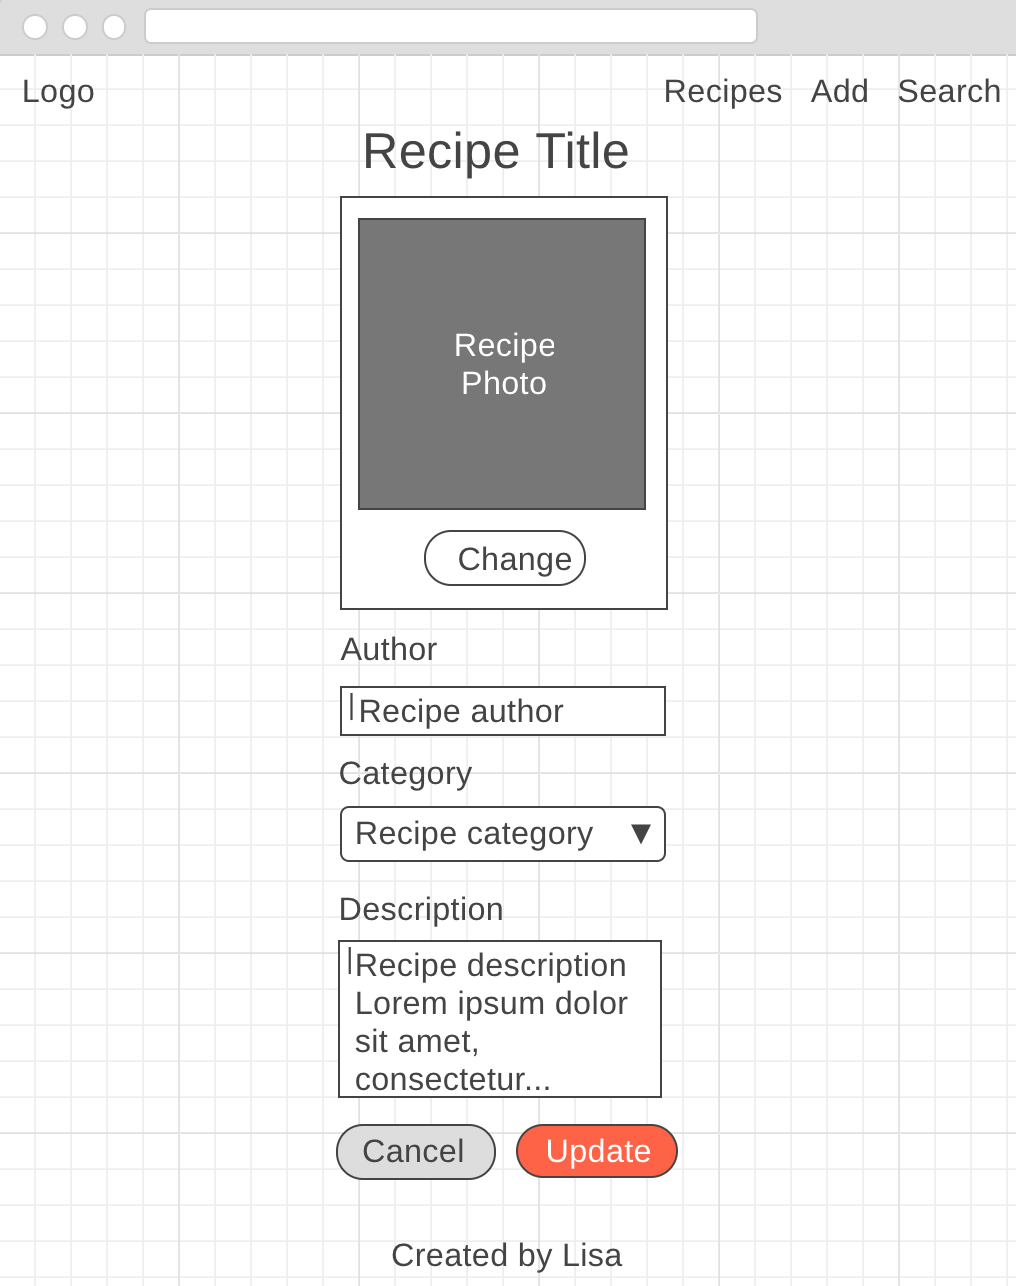 Logo Recipes Add Search
Recipe Title
Recipe
Photo
Change
Author
Recipe author
Category
Recipe category ▼
Description
Recipe description
Lorem ipsum dolor
sit amet,
consectetur...
Cancel Update
Created by Lisa